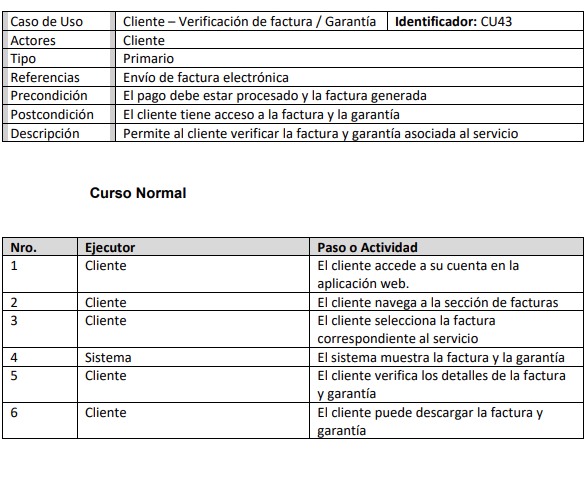 Caso de Uso Cliente – Verificación de factura / Garantía Identificador: CU43
Actores Cliente
Tipo Primario
Referencias Envío de factura electrónica
Precondición El pago debe estar procesado y la factura generada
Postcondición El cliente tiene acceso a la factura y la garantía
Descripción Permite al cliente verificar la factura y garantía asociada al servicio
Curso Normal
Nro. Ejecutor Paso o Actividad
1 Cliente El cliente accede a su cuenta en la
aplicación web.
2 Cliente El cliente navega a la sección de facturas
3 Cliente El cliente selecciona la factura
correspondiente al servicio
4 Sistema El sistema muestra la factura y la garantía
5 Cliente El cliente verifica los detalles de la factura
y garantía
6 Cliente El cliente puede descargar la factura y
garantía